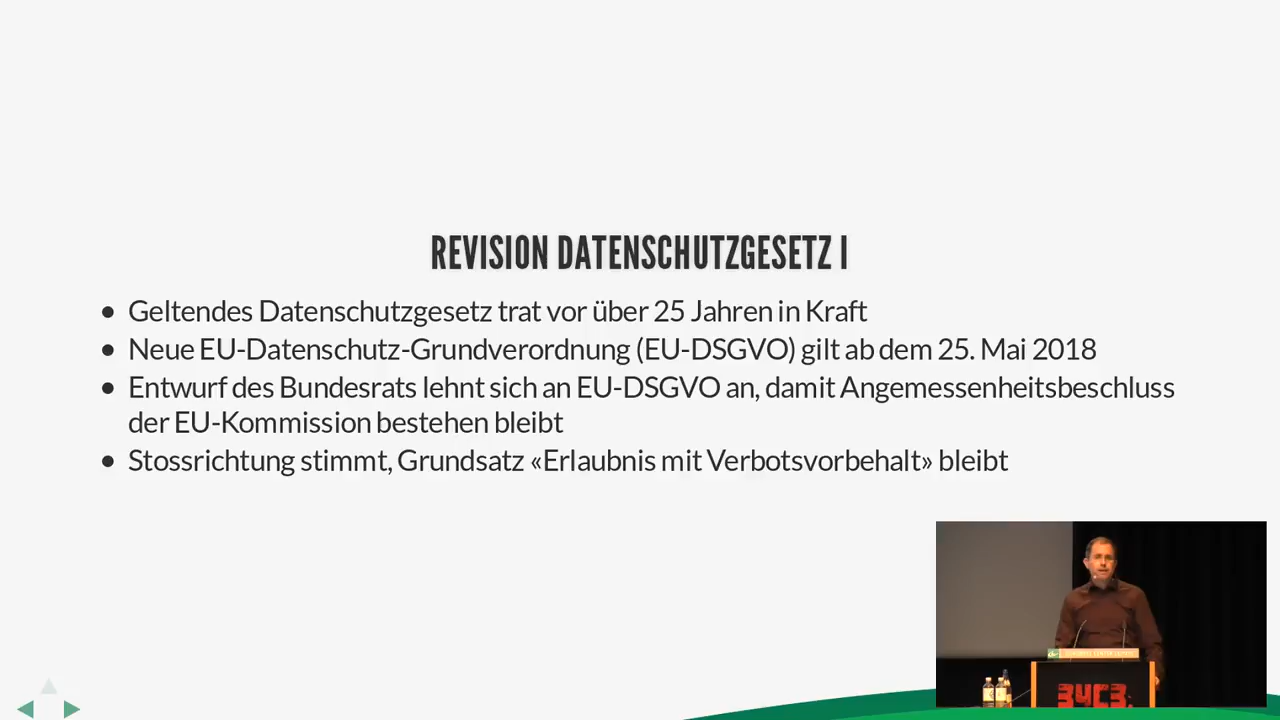 REVISION DATENSCHUTZGESETZ I
Geltendes Datenschutzgesetz trat vor über 25 Jahren in Kraft
Neue EU-Datenschutz-Grundverordnung (EU-DSGVO) gilt ab dem 25. Mai 2018
Entwurf des Bundesrats lehnt sich an EU-DSGVO an, damit Angemessenheitsbeschluss
der EU-Kommission bestehen bleibt
Stossrichtung stimmt, Grundsatz «Erlaubnis mit Verbotsvorbehalt» bleibt
34C3